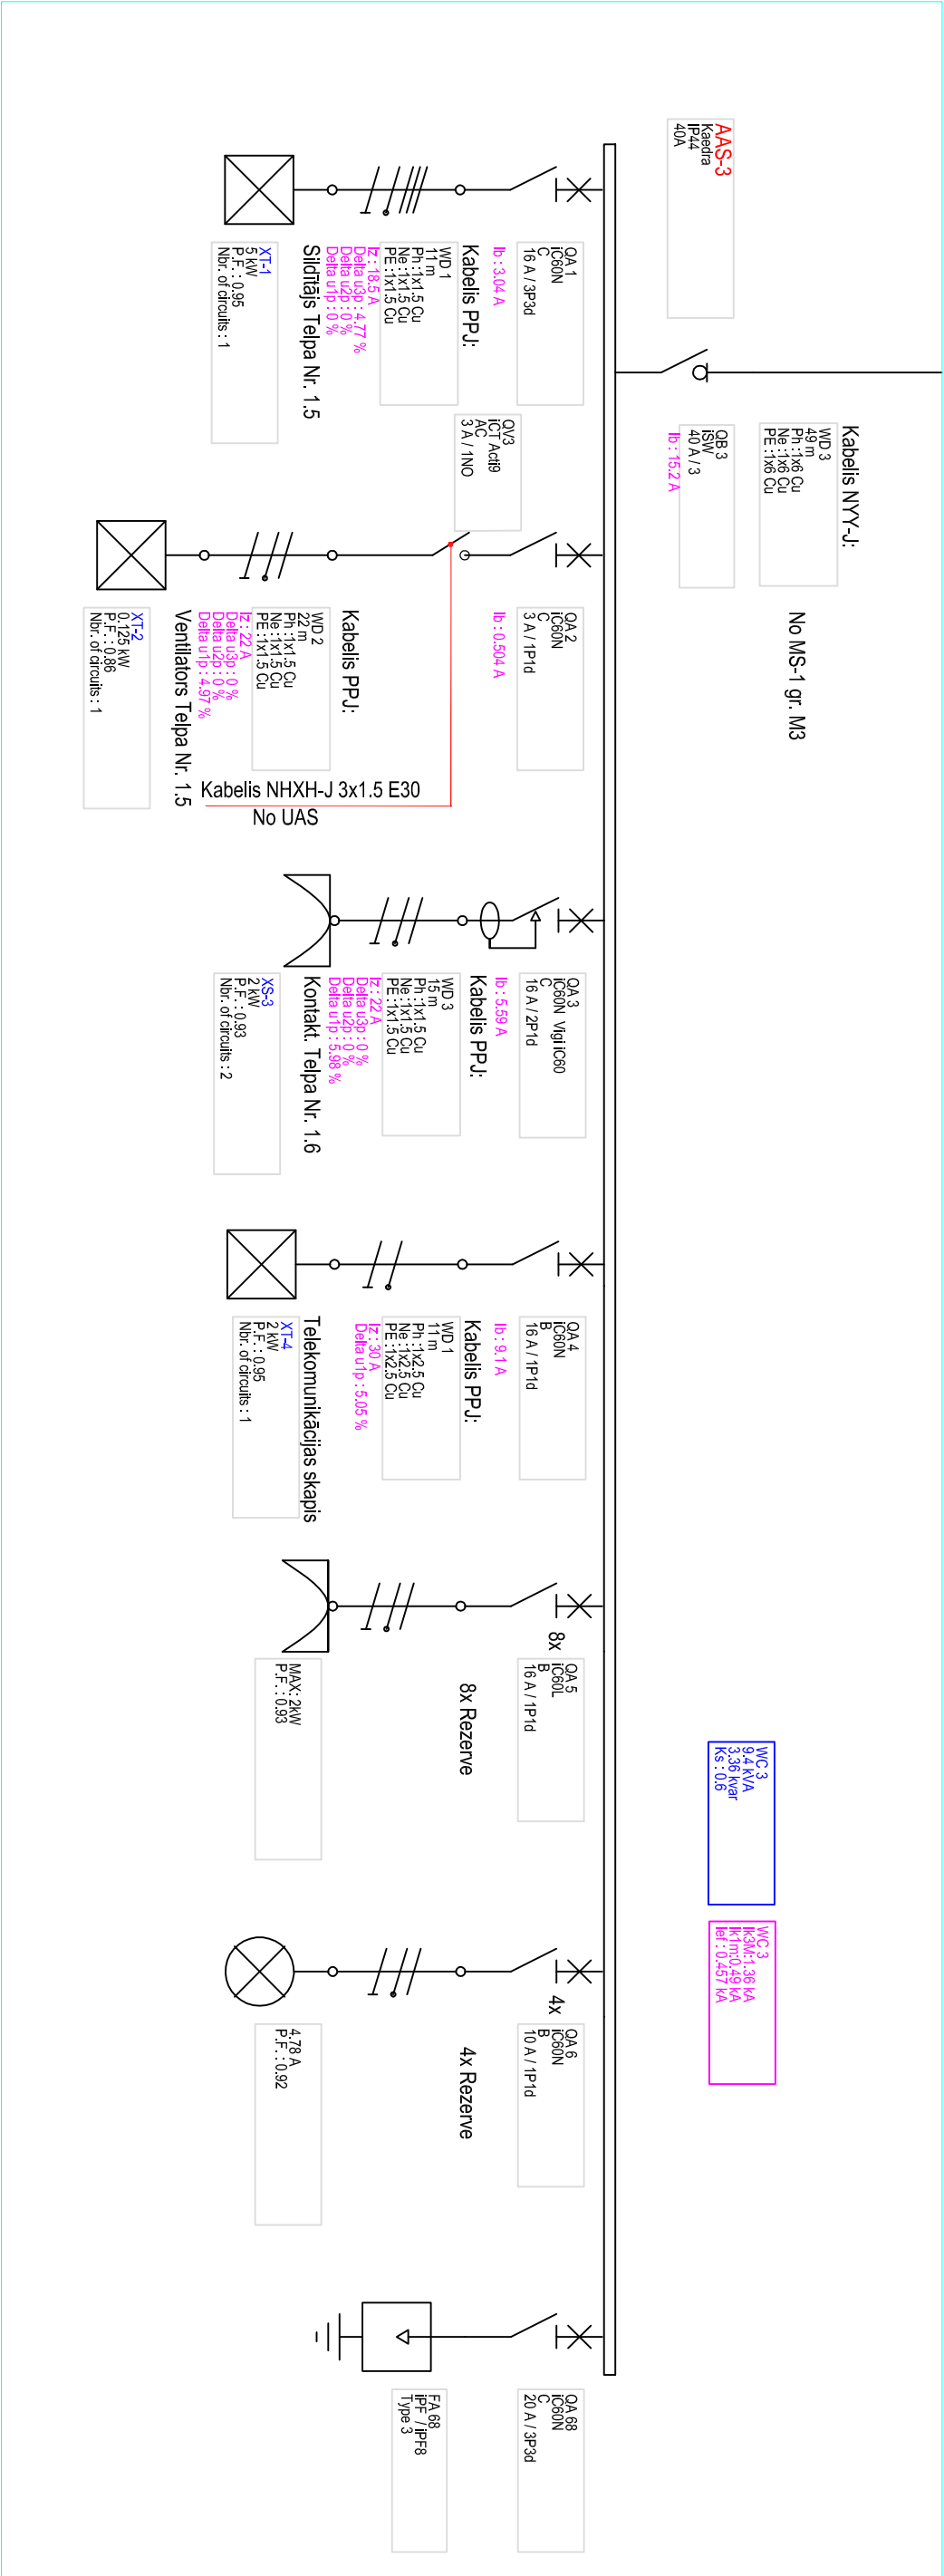 AAS-3
Kaedra
IP44
40A
Kabelis NYY-J:
WD 3
49 m
Ph :1x6 Cu
Ne :1x6 Cu
PE :1x6 Cu
No MS-1 gr. M3
QB 3
iSW
40 A / 3
Ib : 15.2 A
WC 3
9.4 kVA
3.36 kvar
Ks : 0.6
WC 3
Ik3M:1.36 kA
Ik1m:0.49 kA
Ief : 0.457 kA
QA 1
iC60N
C
16 A / 3P3d
Ib : 3.04 A
Kabelis PPJ:
WD 1
11 m
Ph :1x1.5 Cu
Ne :1x1.5 Cu
PE :1x1.5 Cu
Iz : 18.5 A
Delta u3p : 4.77 %
Delta u2p : 0 %
Delta u1p : 0 %
Sildītājs Telpa Nr. 1.5
XT-1
5 kW
P.F. : 0.95
Nbr. of circuits : 1
QV3
iCT Acti9
AC
3 A / 1NO
QA 2
iC60N
C
3 A / 1P1d
Ib : 0.504 A
Kabelis PPJ:
WD 2
22 m
Ph :1x1.5 Cu
Ne :1x1.5 Cu
PE :1x1.5 Cu
Iz : 22 A
Delta u3p : 0 %
Delta u2p : 0 %
Delta u1p : 4.97 %
Ventilators Telpa Nr. 1.5
XT-2
0.125 kW
P.F. : 0.86
Nbr. of circuits : 1
Kabelis NHXH-J 3x1.5 E30
No UAS
QA 3
iC60N Vigi iC60
C
16 A / 2P1d
Ib : 5.59 A
Kabelis PPJ:
WD 3
15 m
Ph :1x1.5 Cu
Ne :1x1.5 Cu
PE :1x1.5 Cu
Iz : 22 A
Delta u3p : 0 %
Delta u2p : 0 %
Delta u1p : 5.98 %
Kontakt. Telpa Nr. 1.6
XS-3
2 kW
P.F. : 0.93
Nbr. of circuits : 2
QA 4
iC60N
B
16 A / 1P1d
Ib : 9.1 A
Kabelis PPJ:
WD 1
11 m
Ph :1x2.5 Cu
Ne :1x2.5 Cu
PE :1x2.5 Cu
Iz : 30 A
Delta u1p : 5.05 %
Telekomunikācijas skapis
XT-4
2 kW
P.F. : 0.95
Nbr. of circuits : 1
8x
QA 5
iC60L
B
16 A / 1P1d
8x Rezerve
MAX: 2kW
P.F. : 0.93
4x
QA 6
iC60N
B
10 A / 1P1d
4x Rezerve
4.78 A
P.F. : 0.92
QA 68
iC60N
C
20 A / 3P3d
FA 68
iPF / iPF8
Type 3